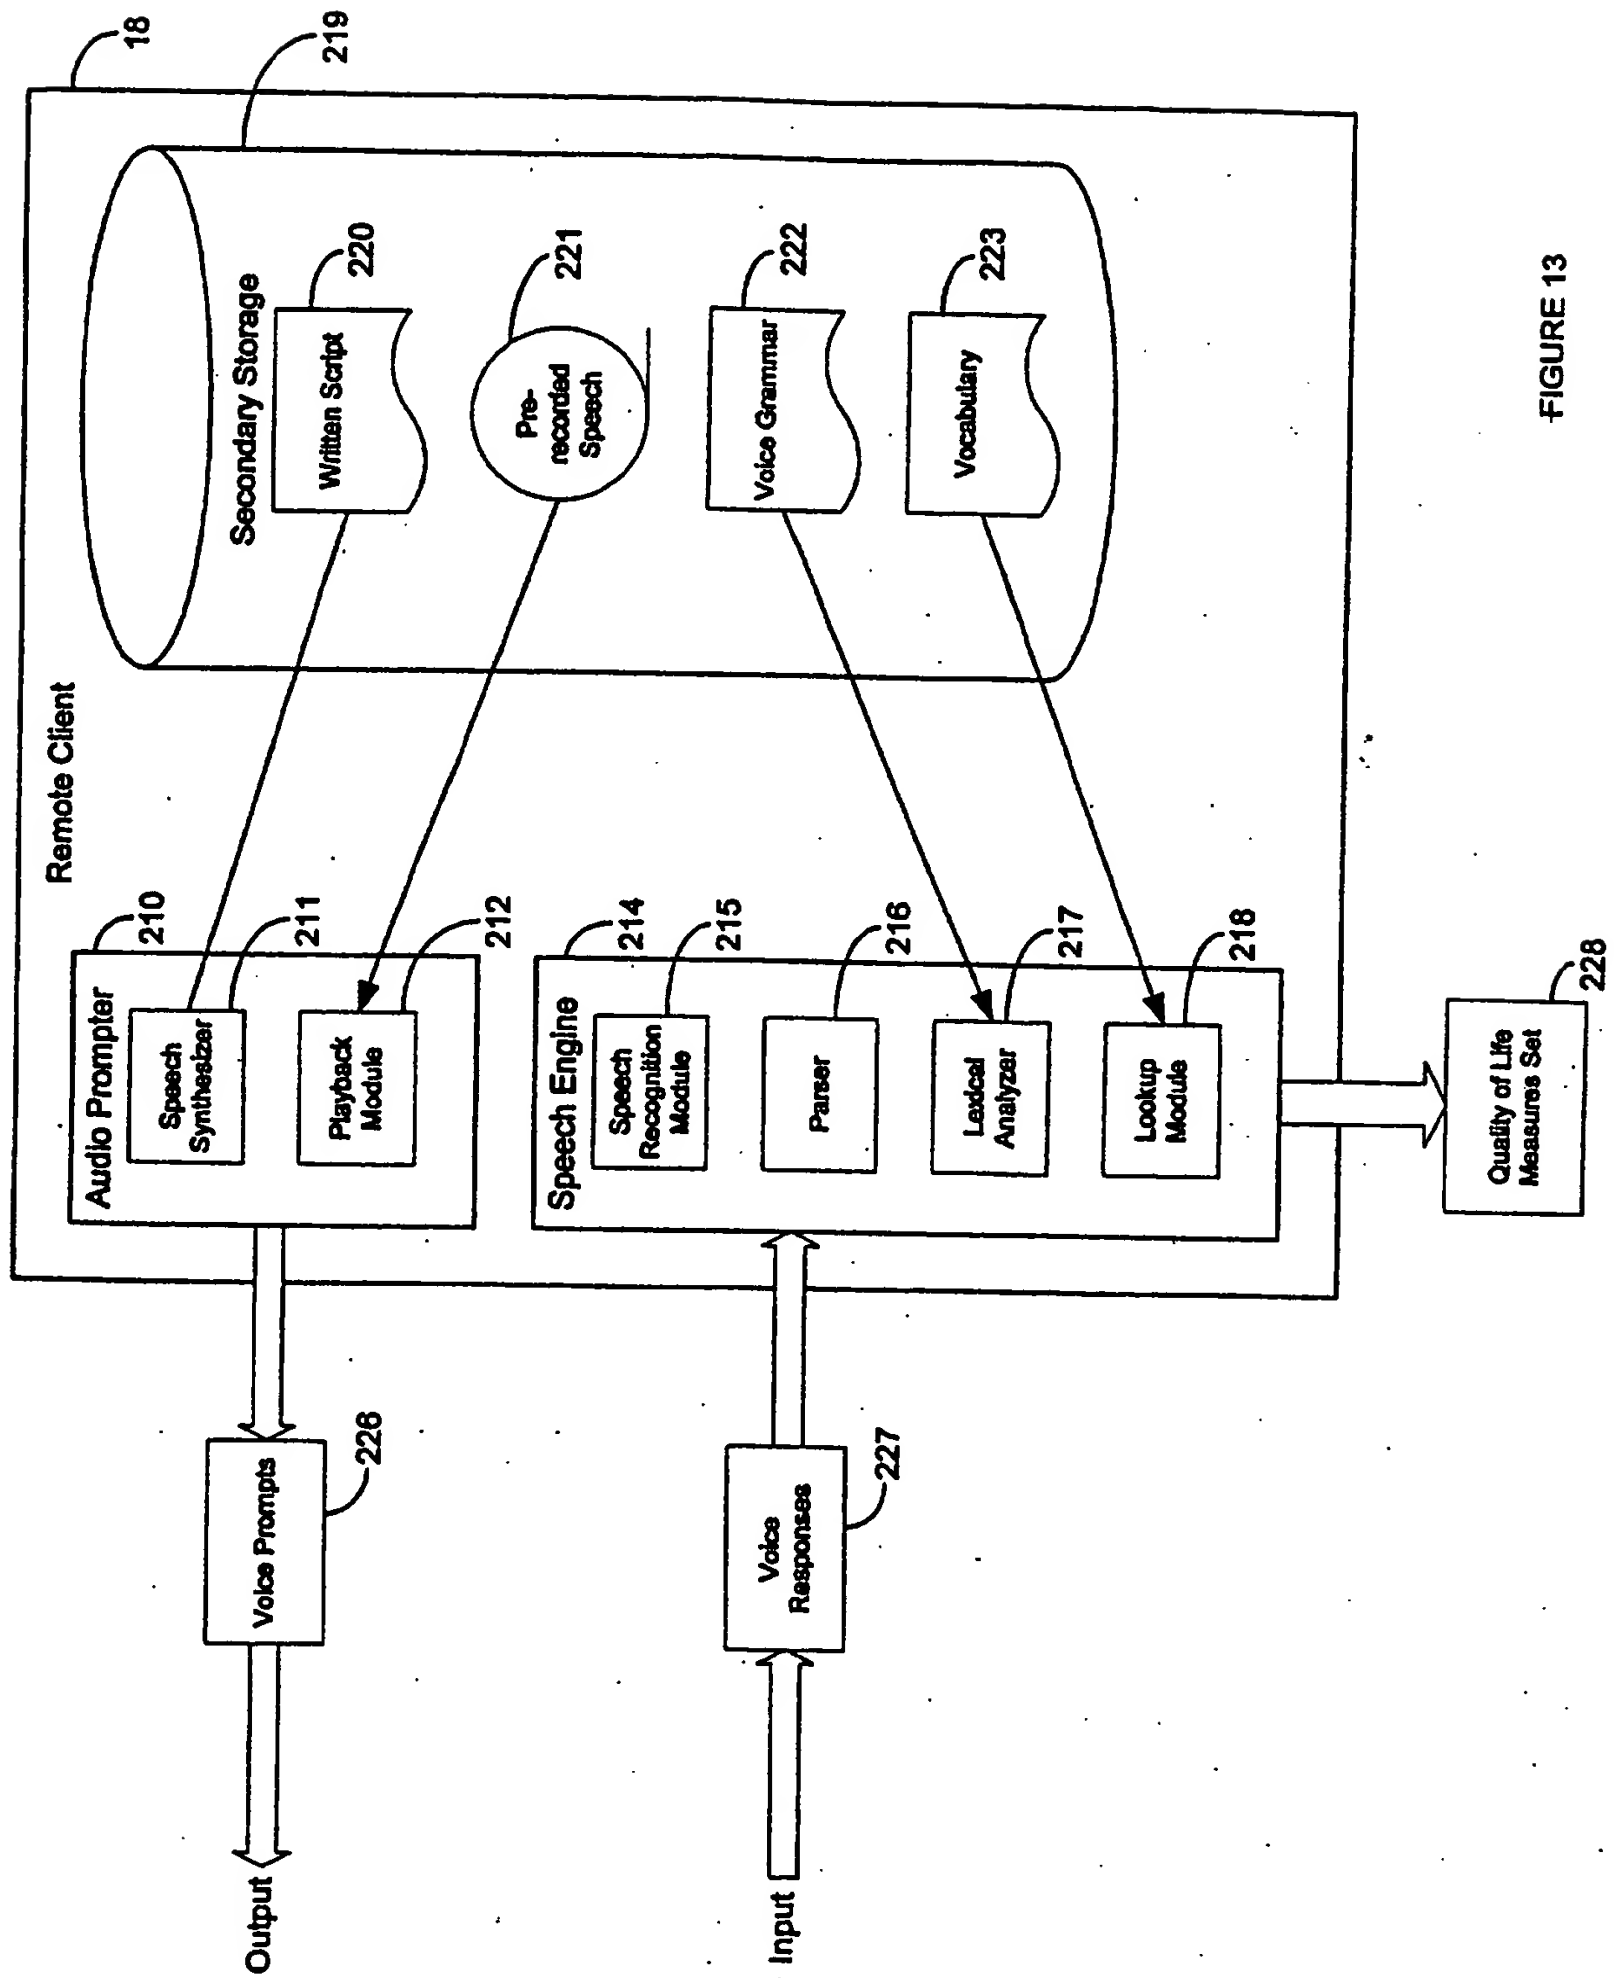 18
Remote Client
219
Secondary Storage
Audio Prompter
210
Speech
Synthesizer
211
Written Script
220
Output
Voice Prompts
226
Playback
Module
212
Pre-
recorded
Speech
221
Speech Engine
214
Speech
Recognition
Module
215
Input
Voice
Responses
227
Parser
216
Voice Grammar
222
Lexical
Analyzer
217
Vocabulary
223
Lookup
Module
218
Quality of Life
Measures Set
228
FIGURE 13